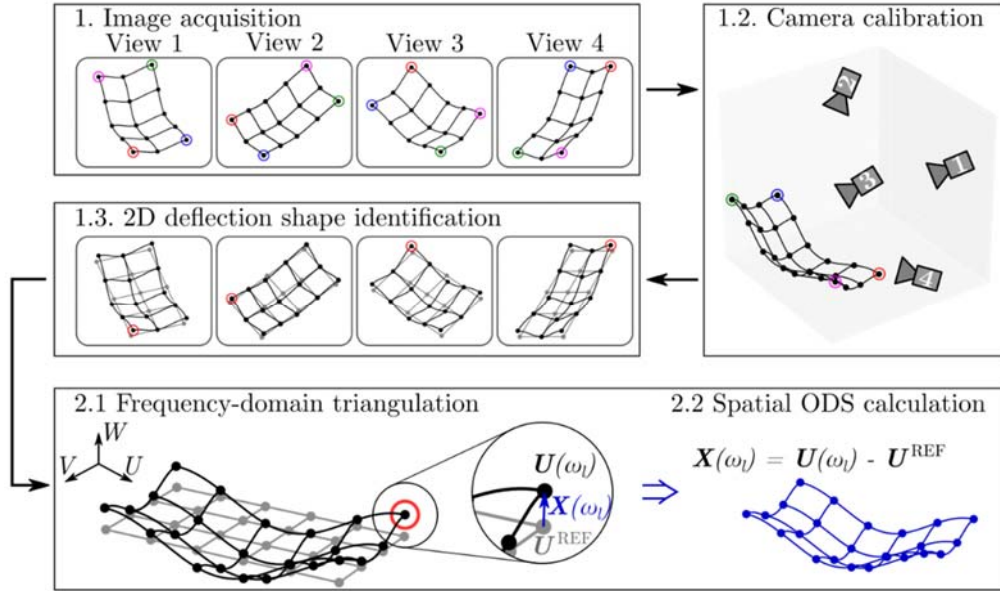 1. Image acquisition
View 1
View 2
View 3
View 4
1.2. Camera calibration
2
3
1
4
1.3. 2D deflection shape identification
2.1 Frequency-domain triangulation
W
V
U
U(ωₗ)
X(ωₗ)
U^REF
2.2 Spatial ODS calculation
X(ωₗ) = U(ωₗ) - U^REF